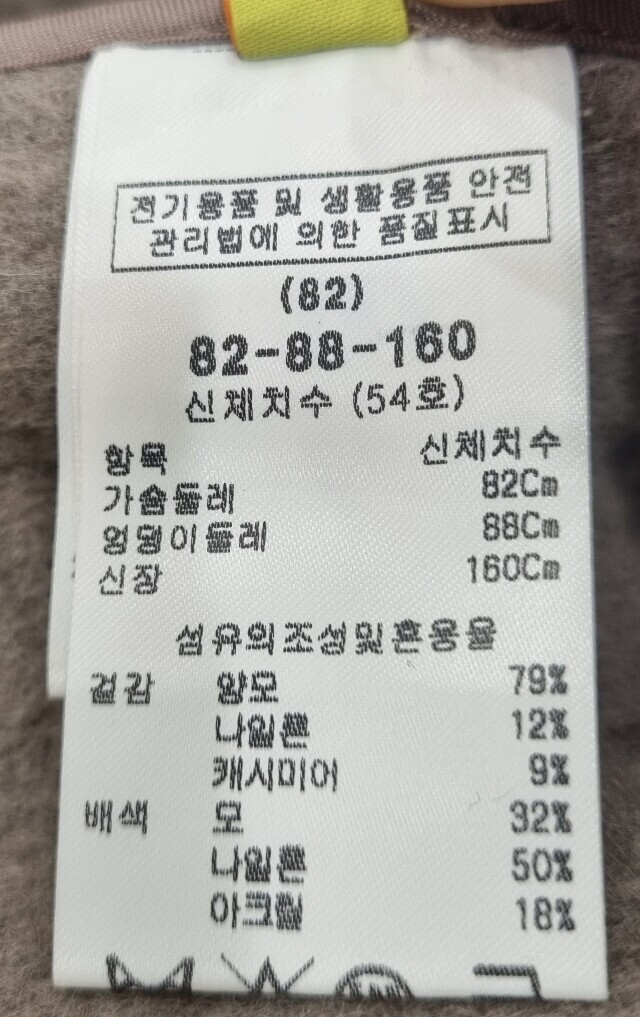 전기용품 및 생활용품 안전
관리법에 의한 품질표시
(82)
82-88-160
신체치수 (54호)
항목 신체치수
가슴둘레 82Cm
엉덩이둘레 88Cm
신장 160Cm
섬유의조성및혼용율
겉감 양모 79%
나일론 12%
캐시미어 9%
배색 모 32%
나일론 50%
아크릴 18%